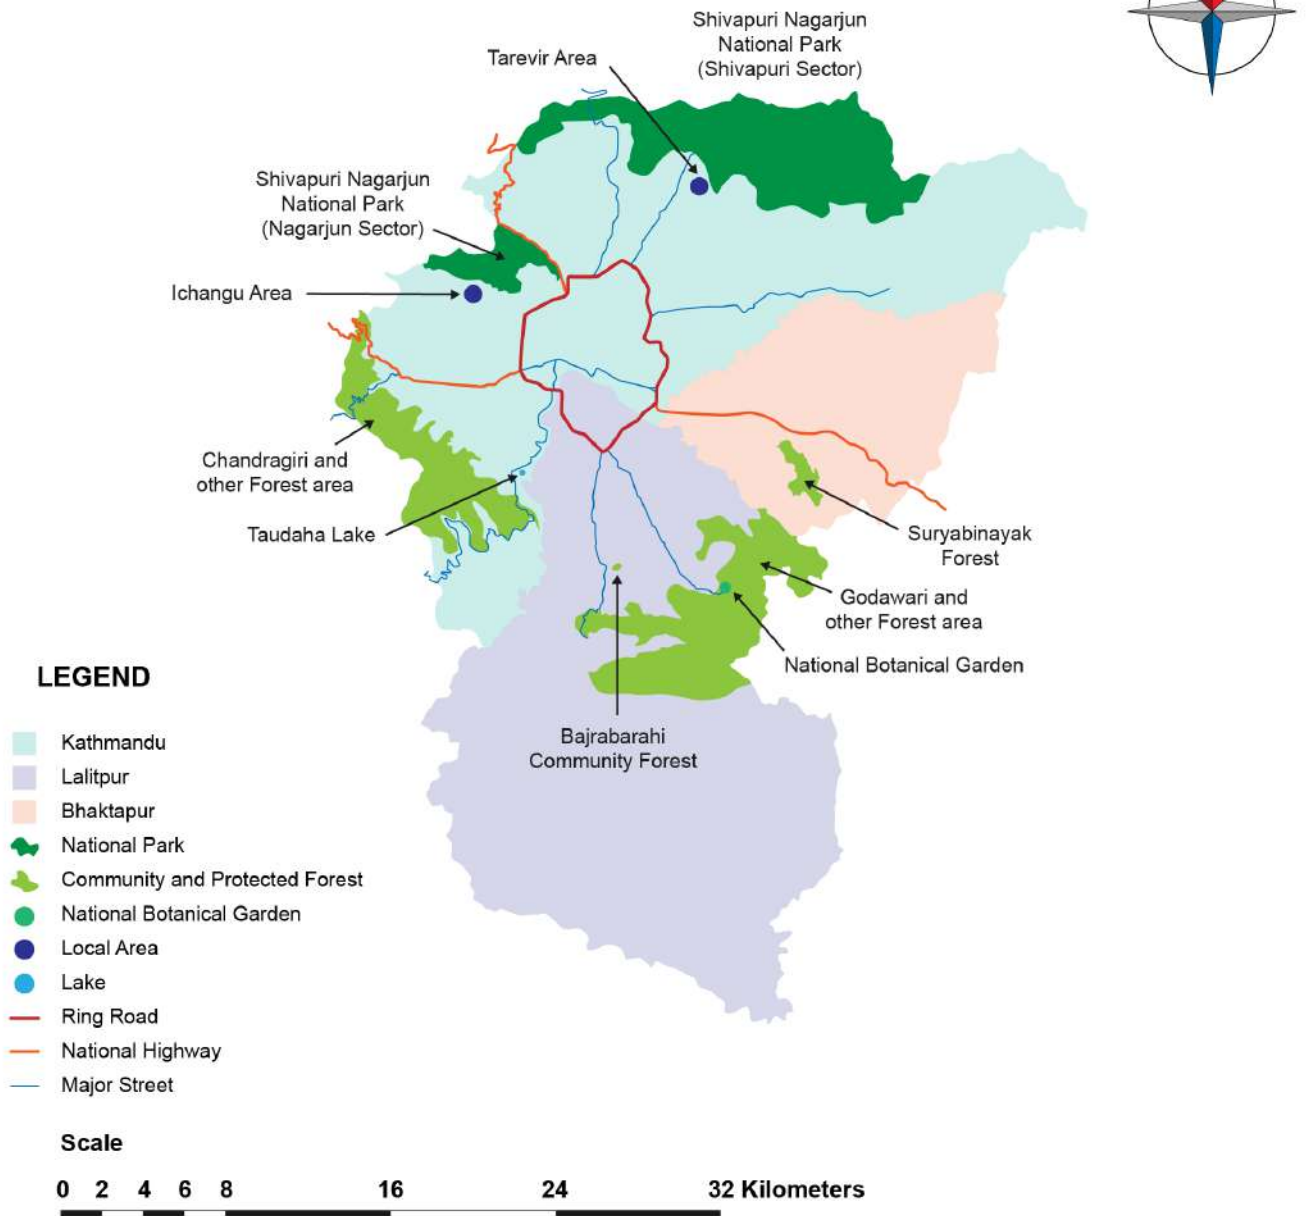 Shivapuri Nagarjun
National Park
(Shivapuri Sector)
Tarevir Area
Shivapuri Nagarjun
National Park
(Nagarjun Sector)
Ichangu Area
Chandragiri and
other Forest area
Taudaha Lake
Suryabinayak
Forest
Godawari and
other Forest area
National Botanical Garden
Bajrabarahi
Community Forest
LEGEND
Kathmandu
Lalitpur
Bhaktapur
National Park
Community and Protected Forest
National Botanical Garden
Local Area
Lake
Ring Road
National Highway
Major Street
Scale
0 2 4 6 8 16 24 32 Kilometers